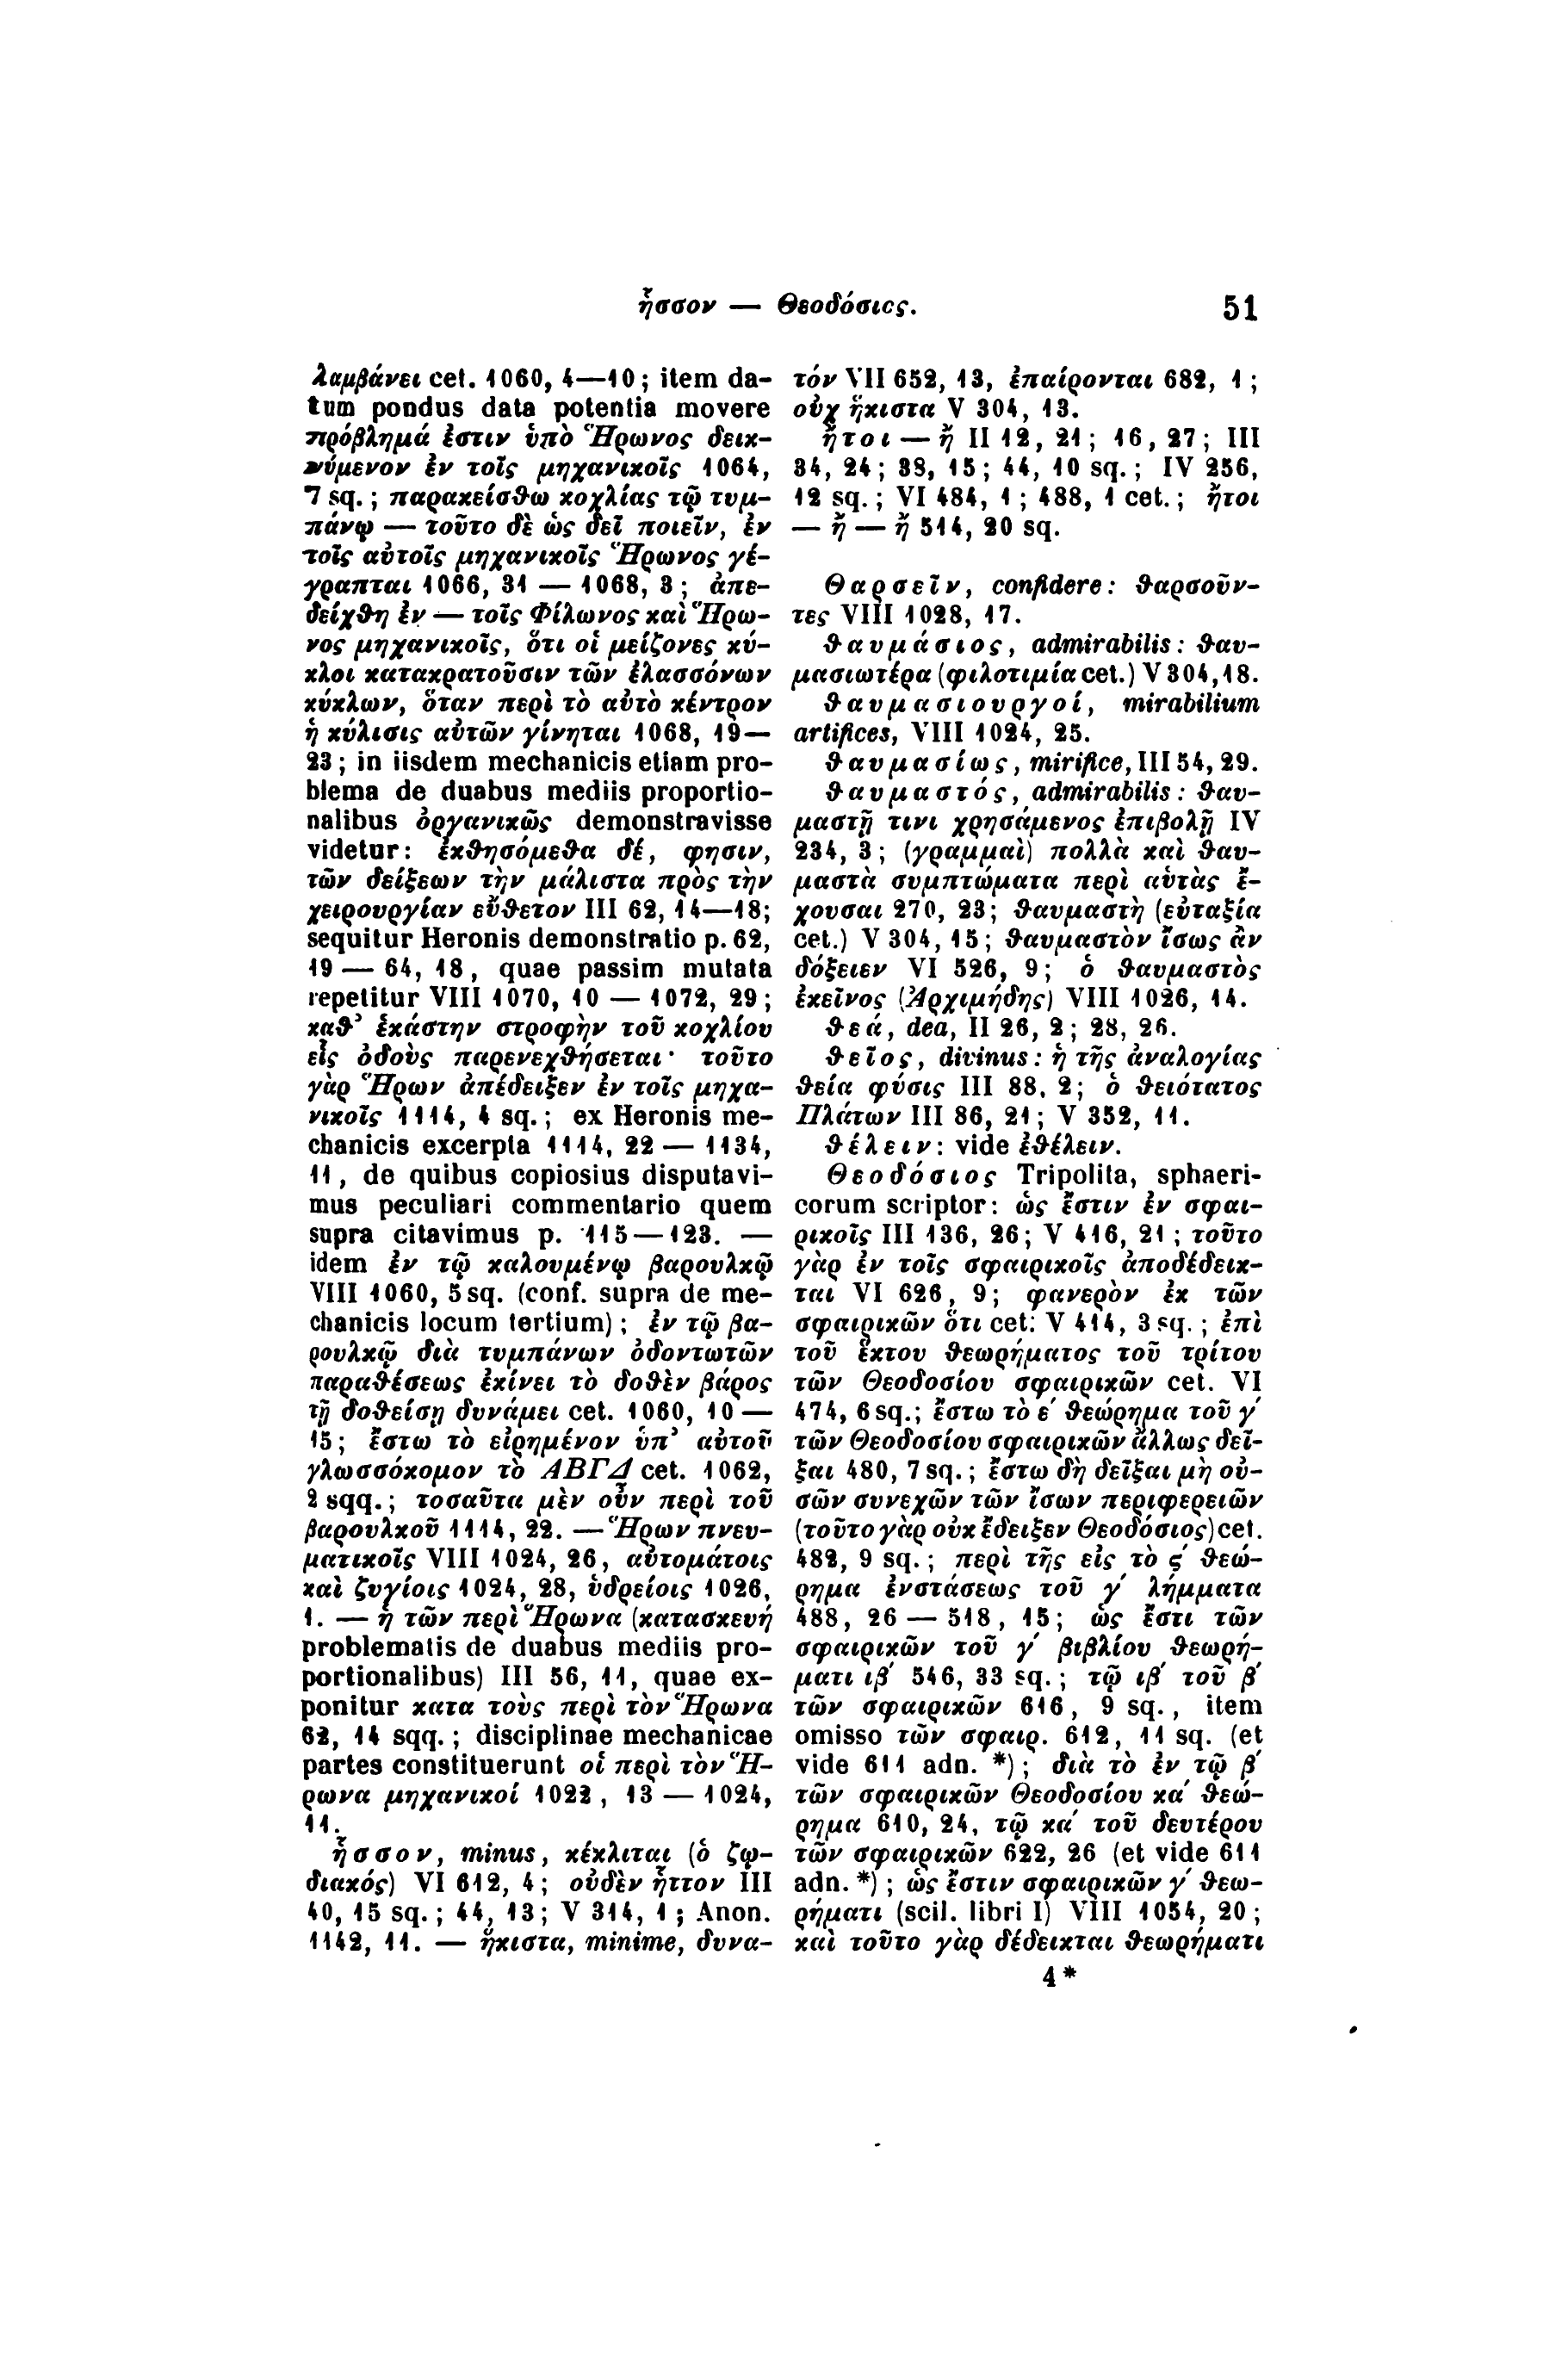 ἧσσον — Θεοδόσιος.
51
λαμβάνει cet. 1060, 4—10; item da-
tum pondus data potentia movere
πρόβλημά ἐστιν ὑπὸ Ἥρωνος δεικ-
νύμενον ἐν τοῖς μηχανικοῖς 1064,
7 sq.; παρακείσθω κοχλίας τῷ τυμ-
πάνῳ — τοῦτο δὲ ὡς δεῖ ποιεῖν, ἐν
τοῖς αὐτοῖς μηχανικοῖς Ἥρωνος γέ-
γραπται 1066, 31 — 1068, 3; ἀπε-
δείχθη ἐν — τοῖς Φίλωνος καὶ Ἥρω-
νος μηχανικοῖς, ὅτι οἱ μείζονες κύ-
κλοι κατακρατοῦσιν τῶν ἐλασσόνων
κύκλων, ὅταν περὶ τὸ αὐτὸ κέντρον
ἡ κύλισις αὐτῶν γίνηται 1068, 19—
23; in iisdem mechanicis etiam pro-
blema de duabus mediis proportio-
nalibus ὀργανικῶς demonstravisse
videtur: ἐκθησόμεθα δέ, φησιν,
τῶν δείξεων τὴν μάλιστα πρὸς τὴν
χειρουργίαν εὔθετον III 62, 14—18;
sequitur Heronis demonstratio p. 62,
19 — 64, 18, quae passim mutata
repetitur VIII 1070, 10 — 1072, 29;
καθ᾽ ἑκάστην στροφὴν τοῦ κοχλίου
εἷς ὀδοὺς παρενεχθήσεται· τοῦτο
γὰρ Ἥρων ἀπέδειξεν ἐν τοῖς μηχα-
νικοῖς 1114, 4 sq.; ex Heronis me-
chanicis excerpta 1114, 22 — 1134,
11, de quibus copiosius disputavi-
mus peculiari commentario quem
supra citavimus p. 115—123. —
idem ἐν τῷ καλουμένῳ βαρουλκῷ
VIII 1060, 5 sq. (conf. supra de me-
chanicis locum tertium); ἐν τῷ βα-
ρουλκῷ διὰ τυμπάνων ὀδοντωτῶν
παραθέσεως ἐκίνει τὸ δοθὲν βάρος
τῇ δοθείσῃ δυνάμει cet. 1060, 10 —
15; ἔστω τὸ εἰρημένον ὑπ᾽ αὐτοῦ
γλωσσόκομον τὸ ΑΒΓΔ cet. 1062,
2 sqq.; τοσαῦτα μὲν οὖν περὶ τοῦ
βαρουλκοῦ 1114, 22. — Ἥρων πνευ-
ματικοῖς VIII 1024, 26, αὐτομάτοις
καὶ ζυγίοις 1024, 28, ὑδρείοις 1026,
1. — ἡ τῶν περὶ Ἥρωνα (κατασκευή
problematis de duabus mediis pro-
portionalibus) III 56, 11, quae ex-
ponitur κατα τοὺς περὶ τὸν Ἥρωνα
62, 14 sqq.; disciplinae mechanicae
partes constituerunt οἱ περὶ τὸν Ἥ-
ρωνα μηχανικοί 1022, 13 — 1024,
11.
ἧσσον, minus, κέκλιται (ὁ ζῳ-
διακός) VI 612, 4; οὐδὲν ἧττον III
40, 15 sq.; 44, 13; V 314, 1; Anon.
1142, 11. — ἥκιστα, minime, δυνα-
τόν VII 652, 13, ἐπαίρονται 682, 1;
οὐχ ἥκιστα V 304, 13.
ἤτοι — ἤ II 12, 21; 16, 27; III
34, 24; 38, 15; 44, 10 sq.; IV 256,
12 sq.; VI 484, 1; 488, 1 cet.; ἤτοι
— ἤ — ἤ 514, 20 sq.
Θαρσεῖν, confidere: θαρσοῦν-
τες VIII 1028, 17.
θαυμάσιος, admirabilis: θαυ-
μασιωτέρα (φιλοτιμία cet.) V 304, 18.
θαυμασιουργοί, mirabilium
artifices, VIII 1024, 25.
θαυμασίως, mirifice, III 54, 29.
θαυμαστός, admirabilis: θαυ-
μαστῇ τινι χρησάμενος ἐπιβολῇ IV
234, 3; (γραμμαὶ) πολλὰ καὶ θαυ-
μαστὰ συμπτώματα περὶ αὑτὰς ἔ-
χουσαι 270, 23; θαυμαστὴ (εὐταξία
cet.) V 304, 15; θαυμαστὸν ἴσως ἂν
δόξειεν VI 526, 9; ὁ θαυμαστὸς
ἐκεῖνος (Ἀρχιμήδης) VIII 1026, 14.
θεά, dea, II 26, 2; 28, 26.
θεῖος, divinus: ἡ τῆς ἀναλογίας
θεία φύσις III 88, 2; ὁ θειότατος
Πλάτων III 86, 21; V 352, 11.
θέλειν: vide ἐθέλειν.
Θεοδόσιος Tripolita, sphaeri-
corum scriptor: ὡς ἔστιν ἐν σφαι-
ρικοῖς III 136, 26; V 416, 21; τοῦτο
γὰρ ἐν τοῖς σφαιρικοῖς ἀποδέδεικ-
ται VI 626, 9; φανερὸν ἐκ τῶν
σφαιρικῶν ὅτι cet. V 414, 3 sq.; ἐπὶ
τοῦ ἕκτου θεωρήματος τοῦ τρίτου
τῶν Θεοδοσίου σφαιρικῶν cet. VI
474, 6 sq.; ἔστω τὸ ε´ θεώρημα τοῦ γ´
τῶν Θεοδοσίου σφαιρικῶν ἄλλως δεῖ-
ξαι 480, 7 sq.; ἔστω δὴ δεῖξαι μὴ οὐ-
σῶν συνεχῶν τῶν ἴσων περιφερειῶν
(τοῦτο γὰρ οὐκ ἔδειξεν Θεοδόσιος) cet.
482, 9 sq.; περὶ τῆς εἰς τὸ ϛ´ θεώ-
ρημα ἐνστάσεως τοῦ γ´ λήμματα
488, 26 — 518, 15; ὡς ἔστι τῶν
σφαιρικῶν τοῦ γ´ βιβλίου θεωρή-
ματι ιβ´ 546, 33 sq.; τῷ ιβ´ τοῦ β´
τῶν σφαιρικῶν 616, 9 sq., item
omisso τῶν σφαιρ. 612, 11 sq. (et
vide 611 adn. *); διὰ τὸ ἐν τῷ β´
τῶν σφαιρικῶν Θεοδοσίου κα´ θεώ-
ρημα 610, 24, τῷ κα´ τοῦ δευτέρου
τῶν σφαιρικῶν 622, 26 (et vide 611
adn. *); ὡς ἔστιν σφαιρικῶν γ´ θεω-
ρήματι (scil. libri I) VIII 1054, 20;
καὶ τοῦτο γὰρ δέδεικται θεωρήματι
4*